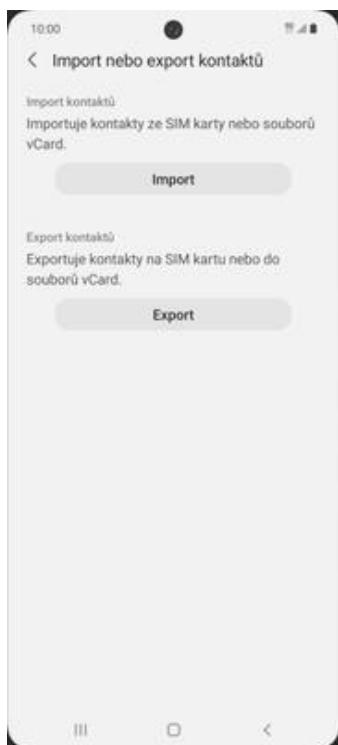 10:00
Import nebo export kontaktů
Import kontaktů
Importuje kontakty ze SIM karty nebo souborů
vCard.
Import
Export kontaktů
Exportuje kontakty na SIM kartu nebo do
souborů vCard.
Export